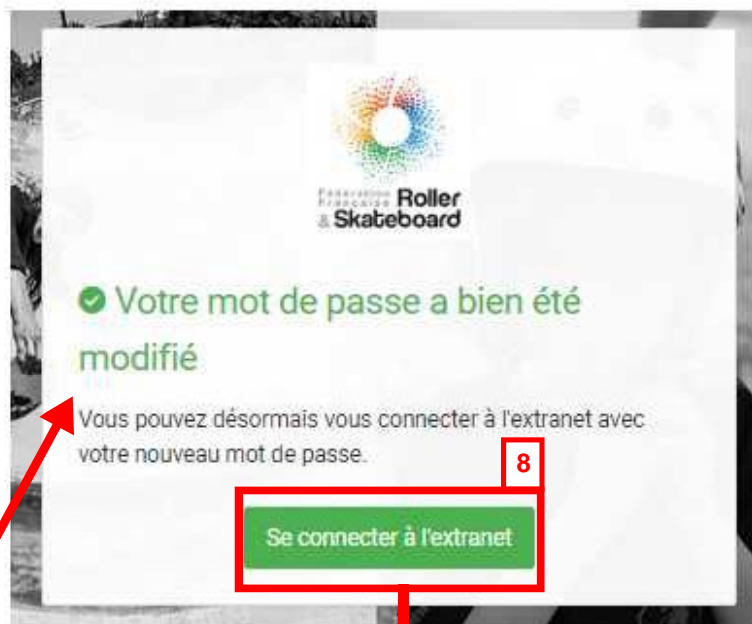 Fédération
Française Roller
& Skateboard
Votre mot de passe a bien été
modifié
Vous pouvez désormais vous connecter à l'extranet avec
votre nouveau mot de passe.
8
Se connecter à l'extranet